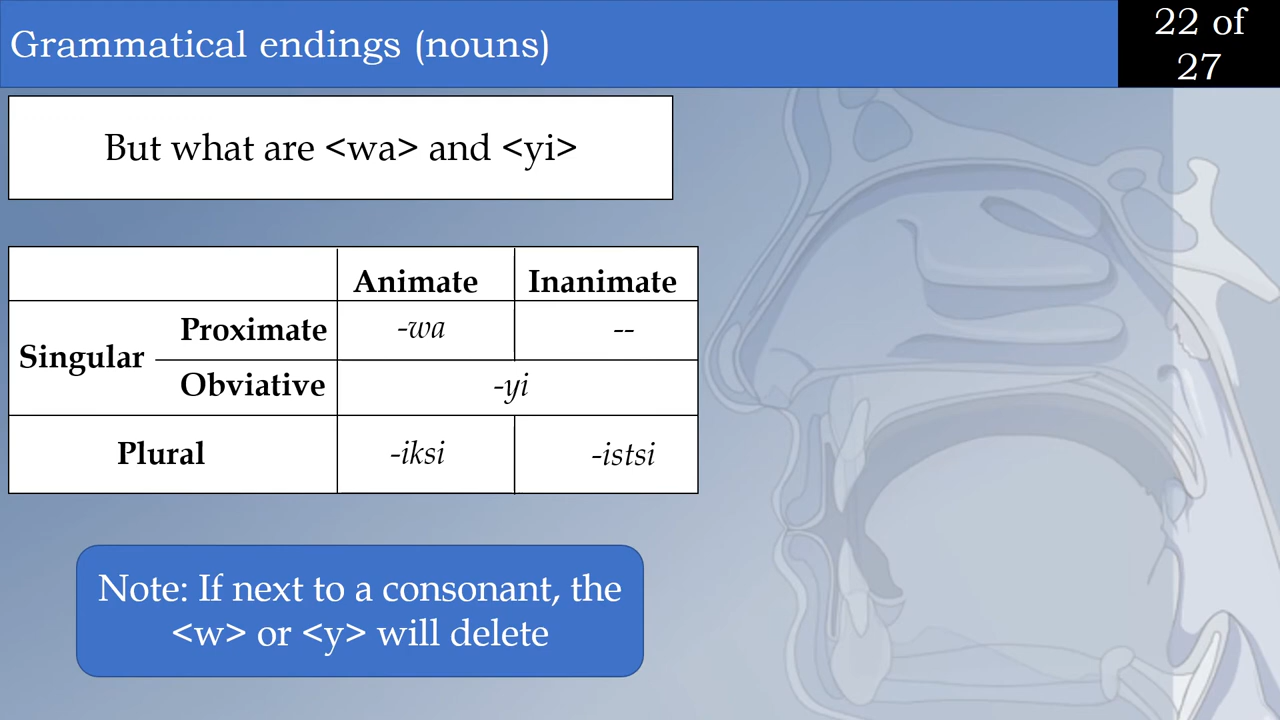 Grammatical endings (nouns)
22 of
27
But what are <wa> and <yi>
Animate Inanimate
Singular
Proximate -wa --
Obviative -yi
Plural -iksi -istsi
Note: If next to a consonant, the
<w> or <y> will delete